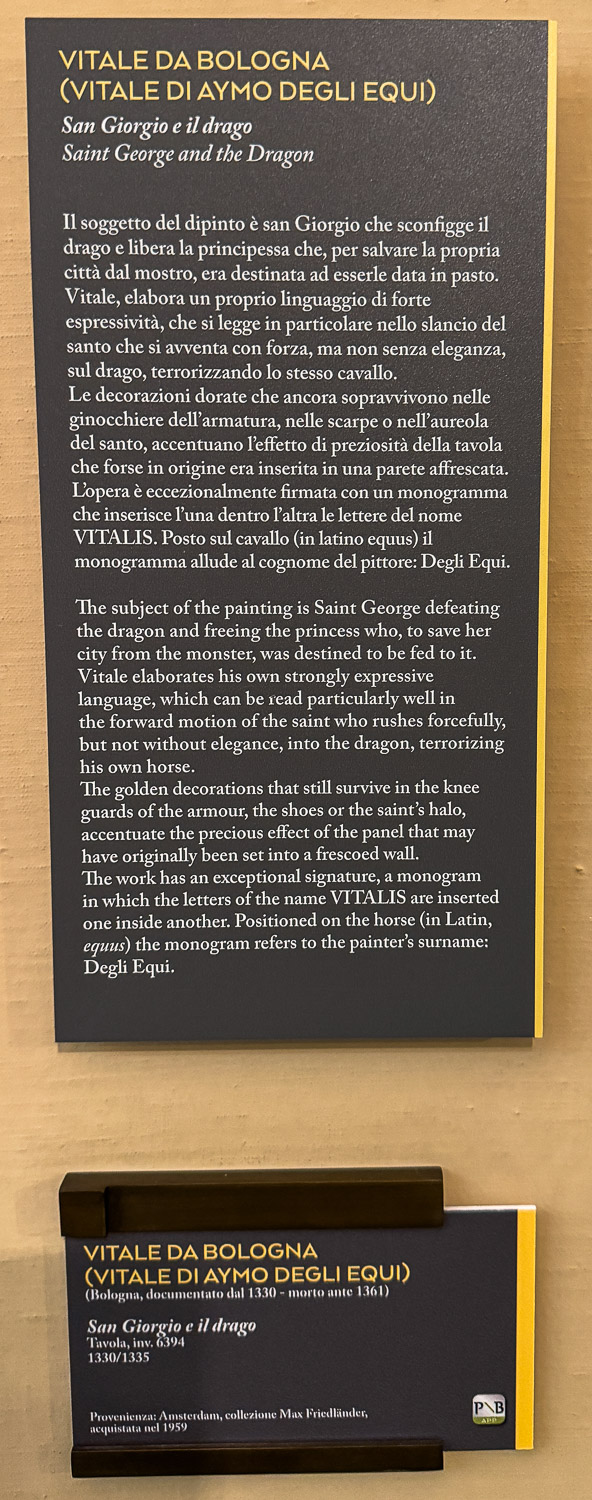 VITALE DA BOLOGNA
(VITALE DI AYMO DEGLI EQUI)
San Giorgio e il drago
Saint George and the Dragon
Il soggetto del dipinto è san Giorgio che sconfigge il
drago e libera la principessa che, per salvare la propria
città dal mostro, era destinata ad esserle data in pasto.
Vitale, elabora un proprio linguaggio di forte
espressività, che si legge in particolare nello slancio del
santo che si avventa con forza, ma non senza eleganza,
sul drago, terrorizzando lo stesso cavallo.
Le decorazioni dorate che ancora sopravvivono nelle
ginocchiere dell'armatura, nelle scarpe o nell'aureola
del santo, accentuano l'effetto di preziosità della tavola
che forse in origine era inserita in una parete affrescata.
L'opera è eccezionalmente firmata con un monogramma
che inserisce l'una dentro l'altra le lettere del nome
VITALIS. Posto sul cavallo (in latino equus) il
monogramma allude al cognome del pittore: Degli Equi.
The subject of the painting is Saint George defeating
the dragon and freeing the princess who, to save her
city from the monster, was destined to be fed to it.
Vitale elaborates his own strongly expressive
language, which can be read particularly well in
the forward motion of the saint who rushes forcefully,
but not without elegance, into the dragon, terrorizing
his own horse.
The golden decorations that still survive in the knee
guards of the armour, the shoes or the saint's halo,
accentuate the precious effect of the panel that may
have originally been set into a frescoed wall.
The work has an exceptional signature, a monogram
in which the letters of the name VITALIS are inserted
one inside another. Positioned on the horse (in Latin,
equus) the monogram refers to the painter's surname:
Degli Equi.
VITALE DA BOLOGNA
(VITALE DI AYMO DEGLI EQUI)
(Bologna, documentato dal 1330 - morto ante 1361)
San Giorgio e il drago
Tavola, inv. 6394
1330/1335
Provenienza: Amsterdam, collezione Max Friedländer,
acquistata nel 1959
PNB
APP